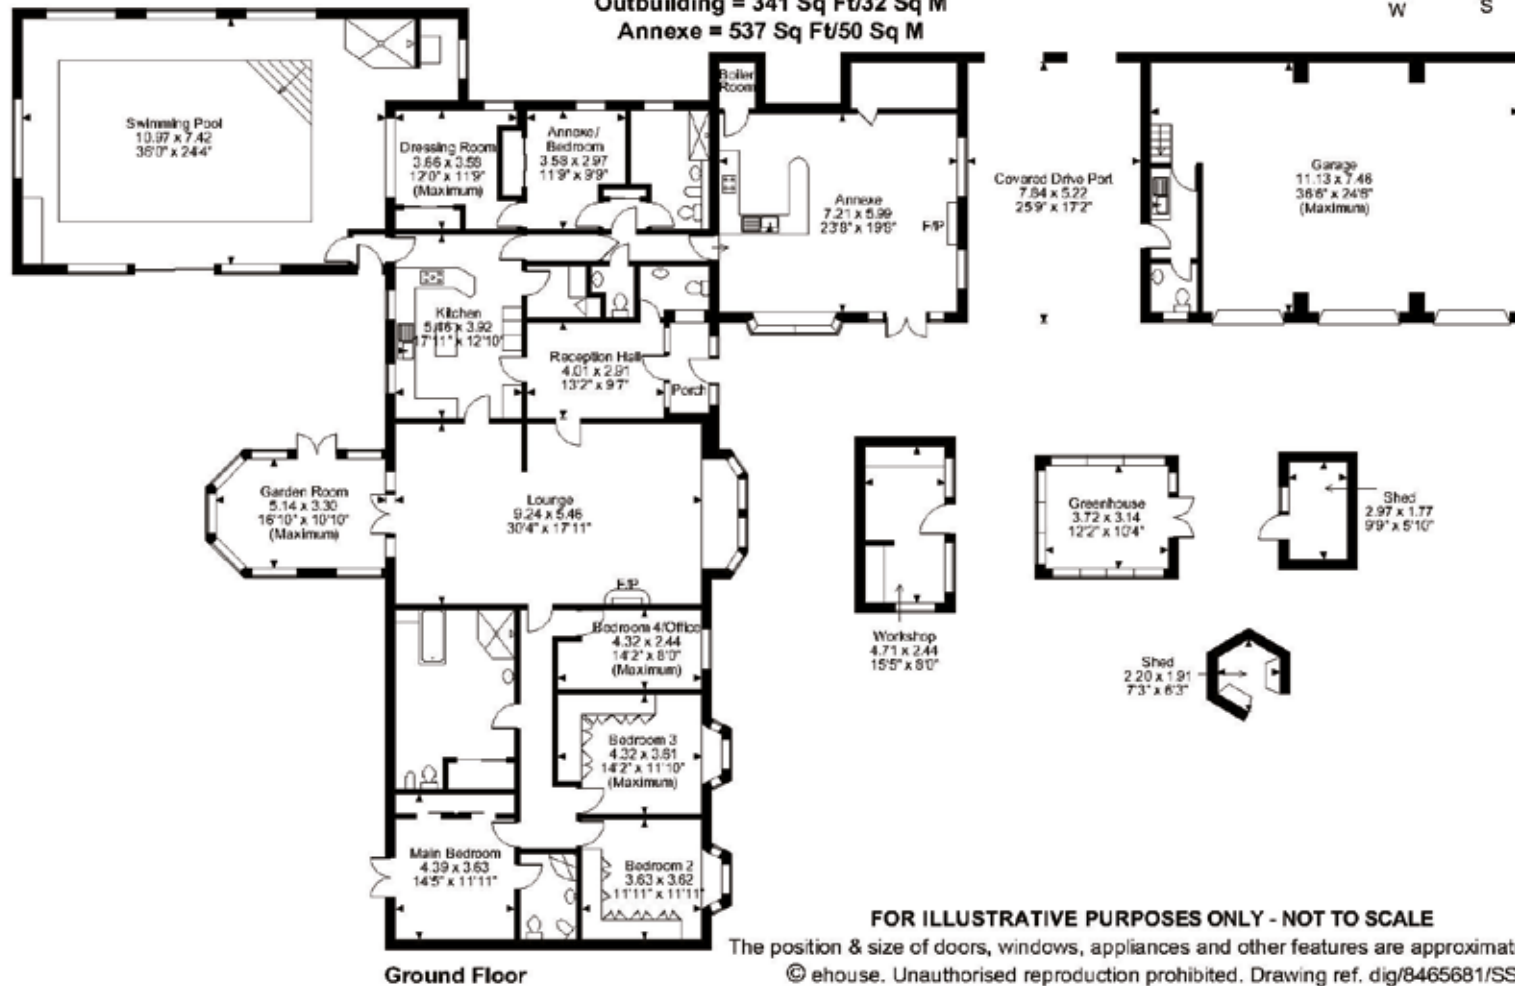 Outbuilding = 341 Sq Ft/32 Sq M
Annexe = 537 Sq Ft/50 Sq M
W
S
Swimming Pool
10.97 x 7.42
36'0" x 24'4"
Dressing Room
3.66 x 3.58
12'0" x 11'9"
(Maximum)
Annexe/
Bedroom
3.58 x 2.97
11'9" x 9'9"
Boiler
Room
Annexe
7.21 x 5.99
23'8" x 19'8"
F/P
Covered Drive Port
7.84 x 5.22
25'9" x 17'2"
Garage
11.13 x 7.46
36'6" x 24'6"
(Maximum)
Kitchen
5.46 x 3.92
17'11" x 12'10"
Reception Hall
4.01 x 2.91
13'2" x 9'7"
Porch
Garden Room
5.14 x 3.30
16'10" x 10'10"
(Maximum)
Lounge
9.24 x 5.46
30'4" x 17'11"
F/P
Workshop
4.71 x 2.44
15'5" x 8'0"
Greenhouse
3.72 x 3.14
12'2" x 10'4"
Shed
2.97 x 1.77
9'9" x 5'10"
Shed
2.20 x 1.91
7'3" x 6'3"
Bedroom 4/Office
4.32 x 2.44
14'2" x 8'0"
(Maximum)
Bedroom 3
4.32 x 3.61
14'2" x 11'10"
(Maximum)
Main Bedroom
4.39 x 3.63
14'5" x 11'11"
Bedroom 2
3.63 x 3.62
11'11" x 11'11"
Ground Floor
FOR ILLUSTRATIVE PURPOSES ONLY - NOT TO SCALE
The position & size of doors, windows, appliances and other features are approximat
© ehouse. Unauthorised reproduction prohibited. Drawing ref. dig/8465681/SS